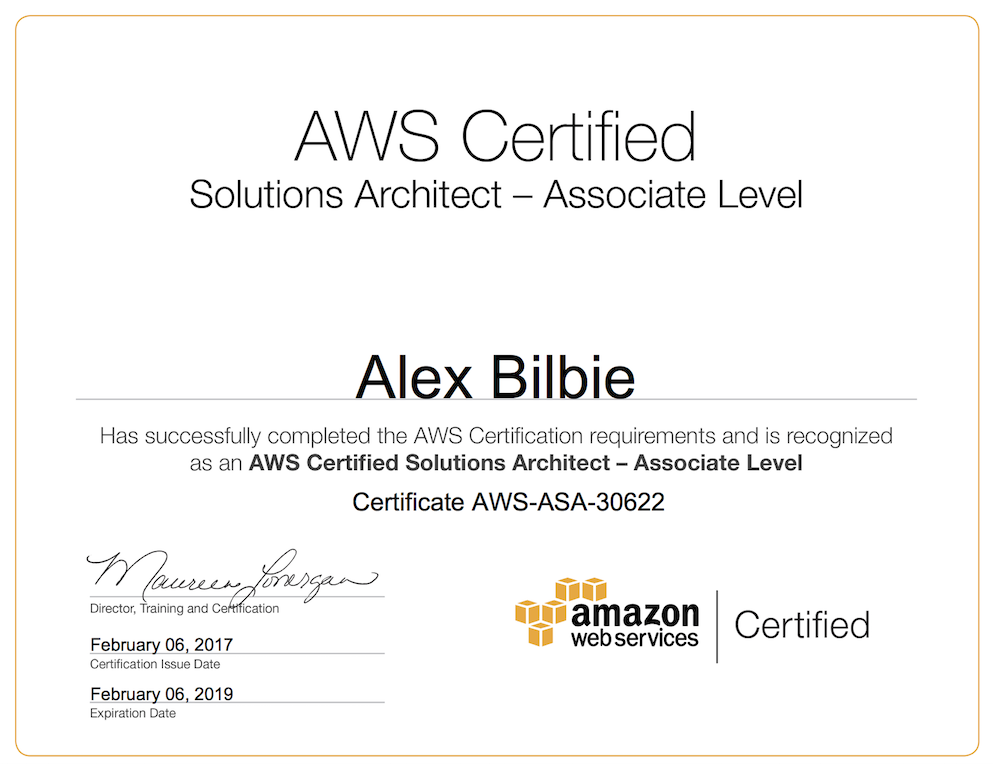 AWS Certified
Solutions Architect – Associate Level
Alex Bilbie
Has successfully completed the AWS Certification requirements and is recognized
as an AWS Certified Solutions Architect – Associate Level
Certificate AWS-ASA-30622
Maureen Lonergan
Director, Training and Certification
February 06, 2017
Certification Issue Date
February 06, 2019
Expiration Date
amazon
web services
Certified